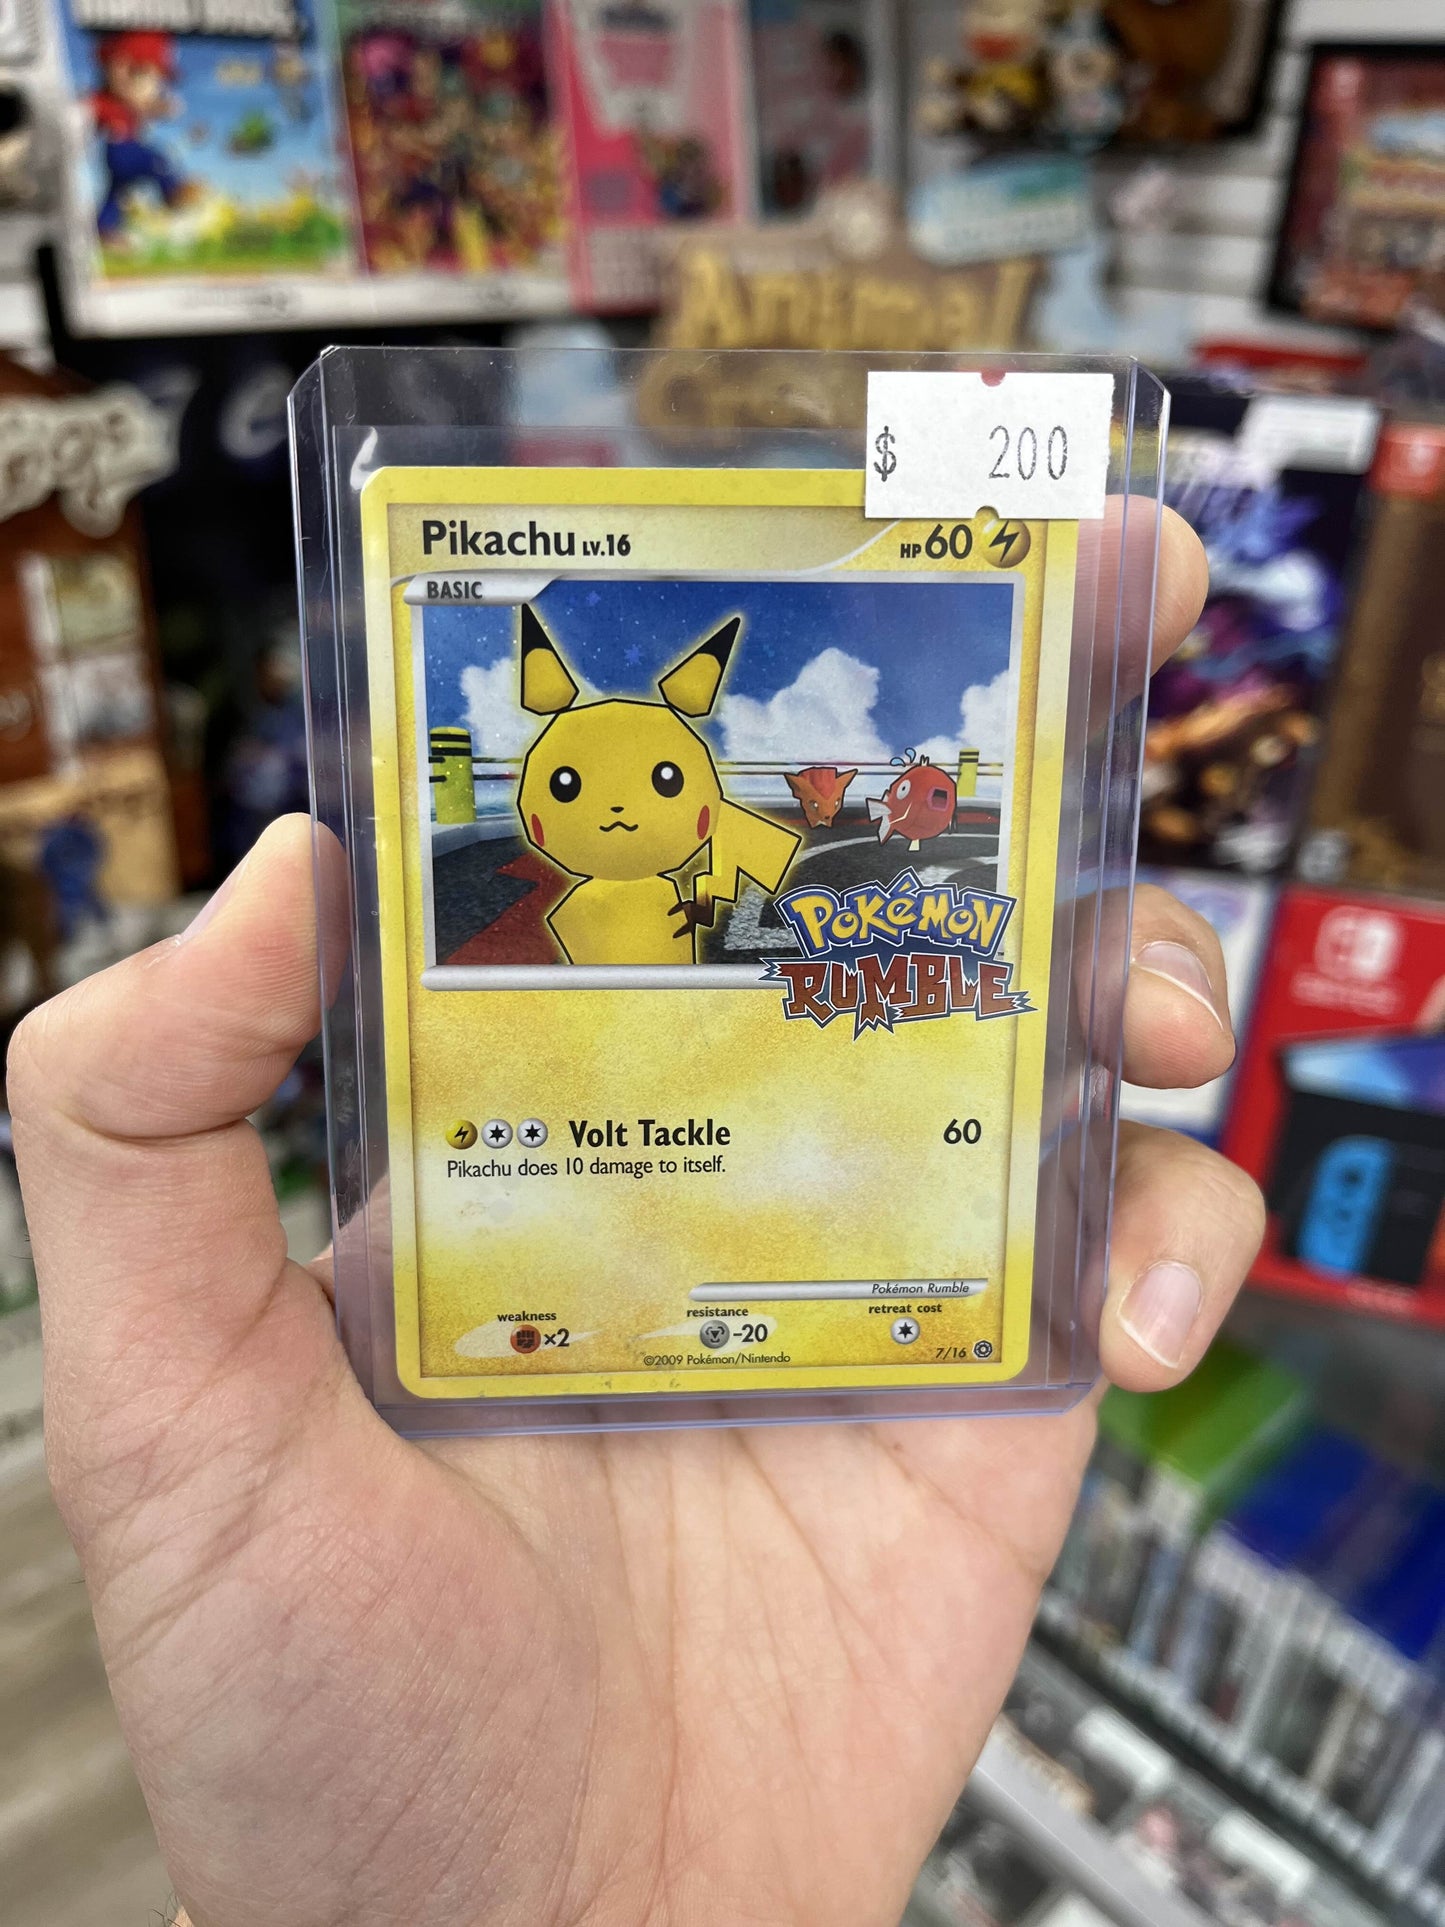 $ 200
Pikachu LV.16
HP 60
BASIC
POKéMON
RUMBLE
Volt Tackle 60
Pikachu does 10 damage to itself.
Pokémon Rumble
weakness resistance retreat cost
×2 -20
©2009 Pokémon/Nintendo
7/16
Animal